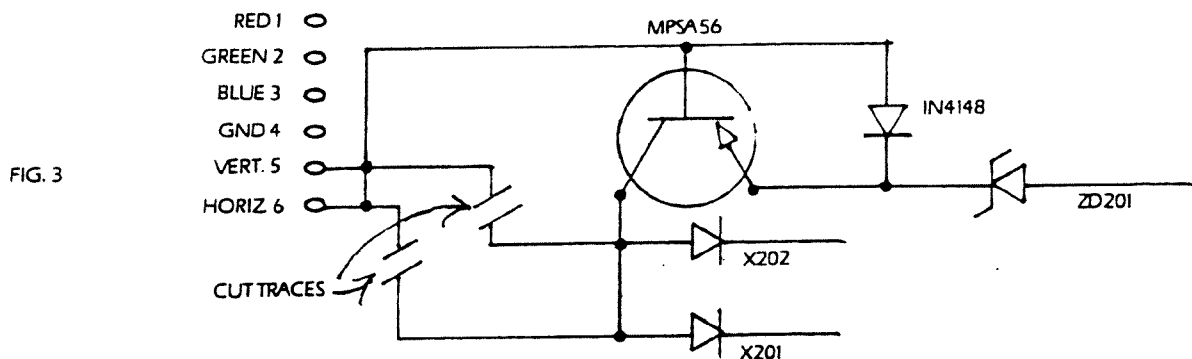 RED 1
GREEN 2
BLUE 3
GND 4
VERT. 5
HORIZ 6
FIG. 3
CUT TRACES
MPSA56
IN4148
ZD201
X202
X201